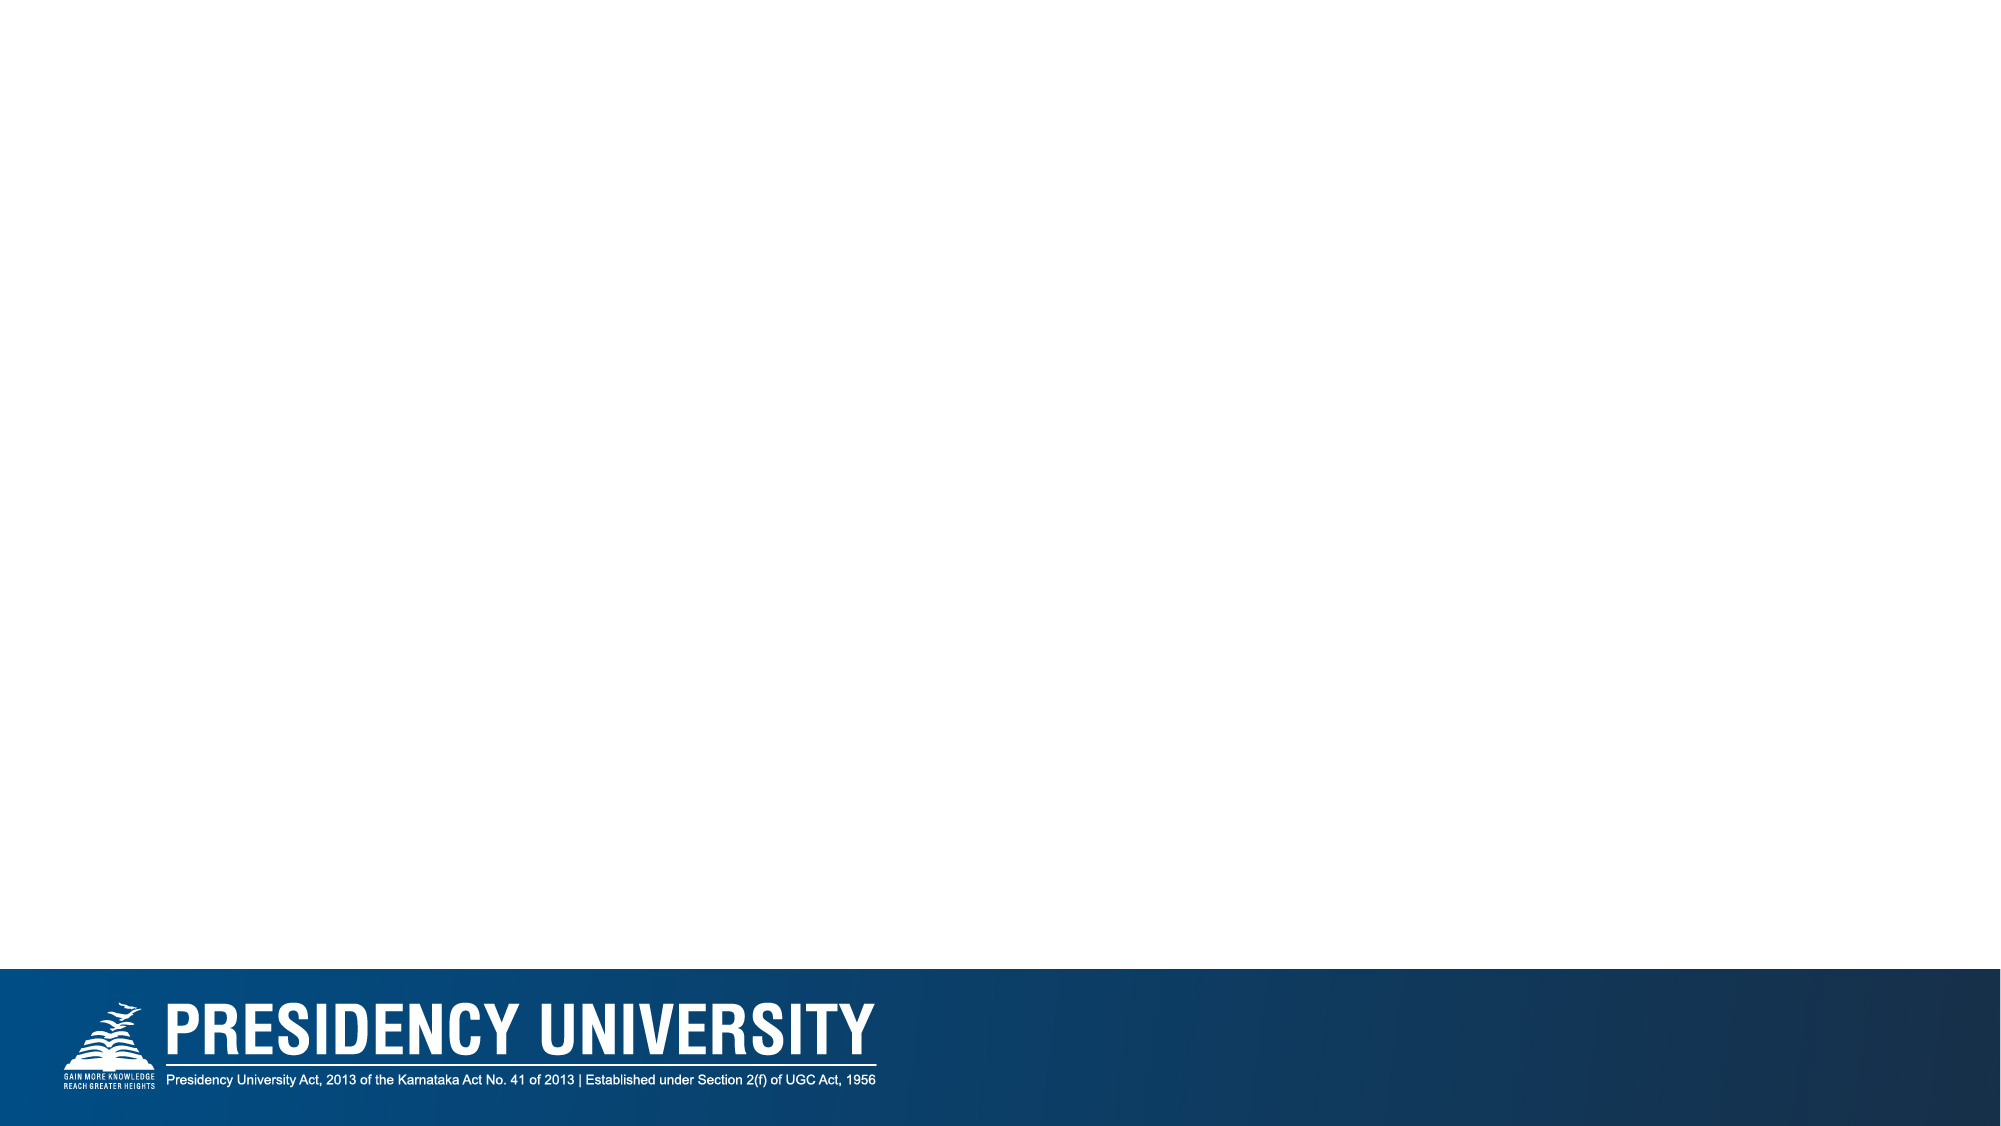 PRESIDENCY UNIVERSITY
GAIN MORE KNOWLEDGE
REACH GREATER HEIGHTS
Presidency University Act, 2013 of the Karnataka Act No. 41 of 2013 | Established under Section 2(f) of UGC Act, 1956